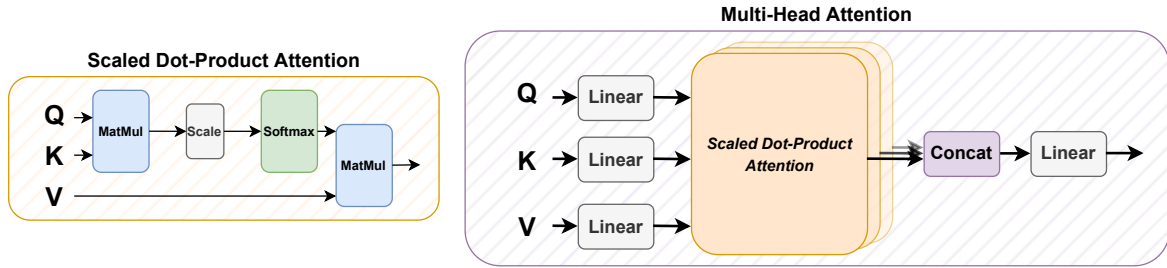 Scaled Dot-Product Attention
Q
K
V
MatMul
Scale
Softmax
MatMul
Multi-Head Attention
Q
K
V
Linear
Linear
Linear
Scaled Dot-Product
Attention
Concat
Linear